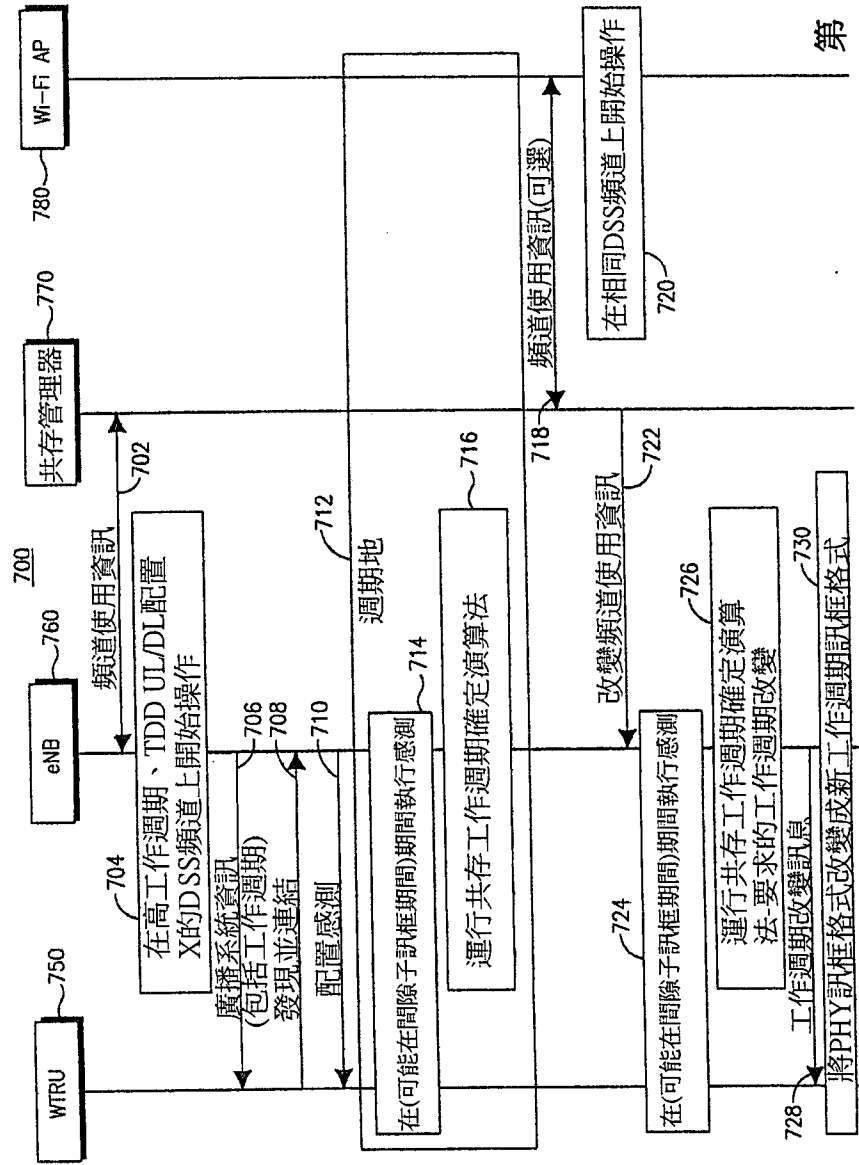 700
WTRU
750
eNB
760
共存管理器
770
Wi-Fi AP
780
頻道使用資訊
702
在高工作週期、TDD UL/DL配置
X的DSS頻道上開始操作
704
廣播系統資訊
(包括工作週期)
706
發現並連結
708
配置感測
710
週期地
712
在(可能在間隙子訊框期間)期間執行感測
714
運行共存工作週期確定演算法
716
頻道使用資訊(可選)
718
在相同DSS頻道上開始操作
720
改變頻道使用資訊
722
在(可能在間隙子訊框期間)期間執行感測
724
運行共存工作週期確定演算
法-要求的工作週期改變
726
工作週期改變訊息
728
將PHY訊框格式改變成新工作週期訊框格式
730
第